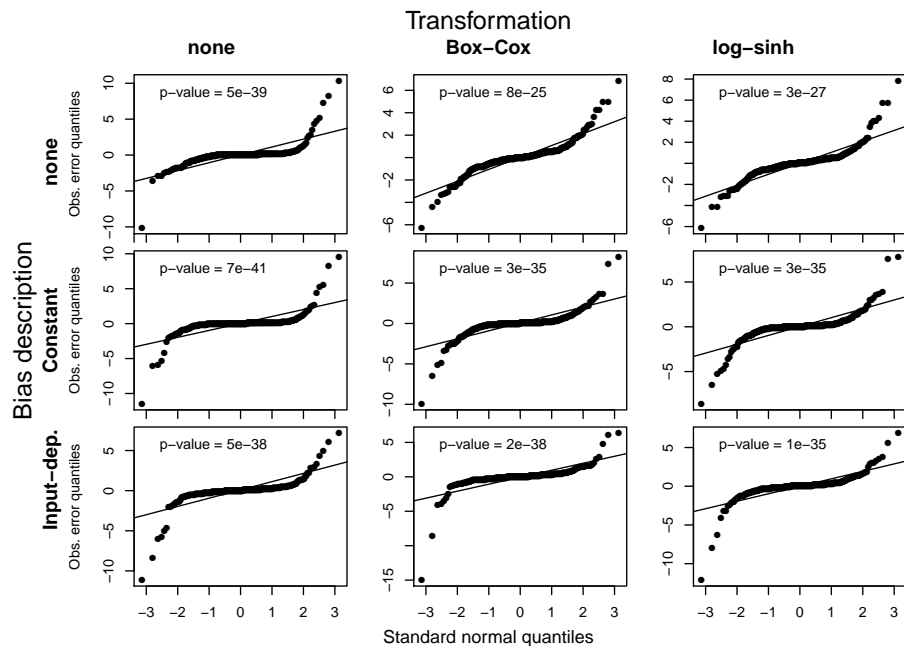 Transformation
none Box−Cox log−sinh
Bias description
none
Obs. error quantiles
−10 −5 0 5 10
p−value = 5e−39
−6 −2 2 4 6
p−value = 8e−25
−6 −2 2 4 6 8
p−value = 3e−27
Constant
Obs. error quantiles
−10 −5 0 5 10
p−value = 7e−41
−10 −5 0 5
p−value = 3e−35
−5 0 5
p−value = 3e−35
Input−dep.
Obs. error quantiles
−10 −5 0 5
p−value = 5e−38
−15 −5 0 5
p−value = 2e−38
−10 −5 0 5
p−value = 1e−35
−3 −2 −1 0 1 2 3
−3 −2 −1 0 1 2 3
−3 −2 −1 0 1 2 3
Standard normal quantiles